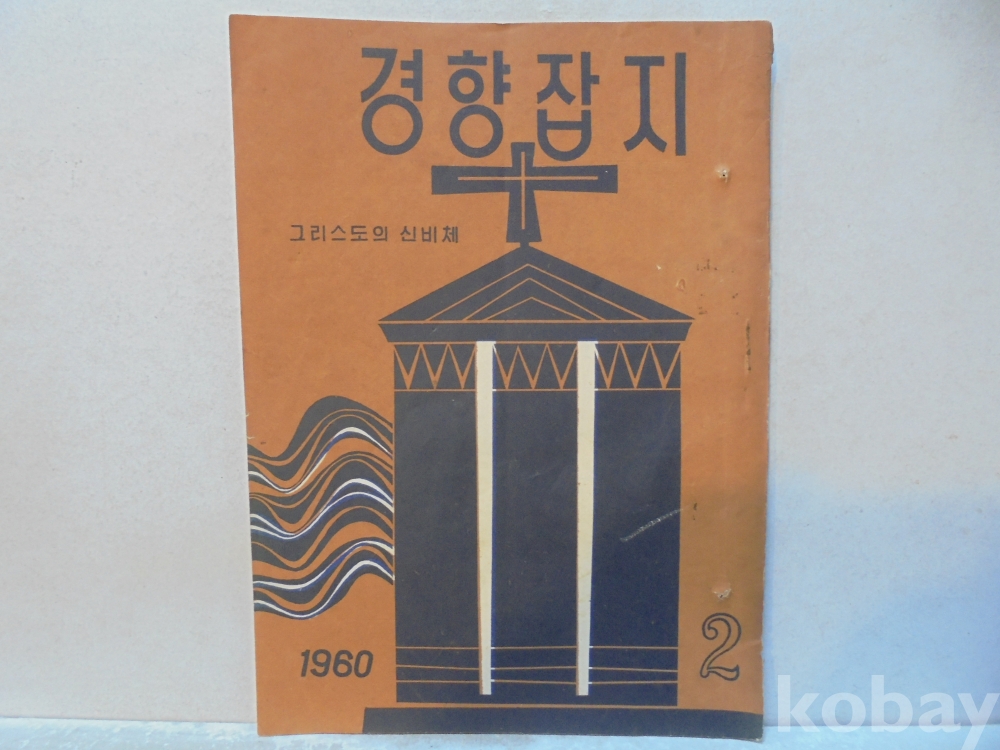 경향잡지
그리스도의 신비체
1960
2
kobay